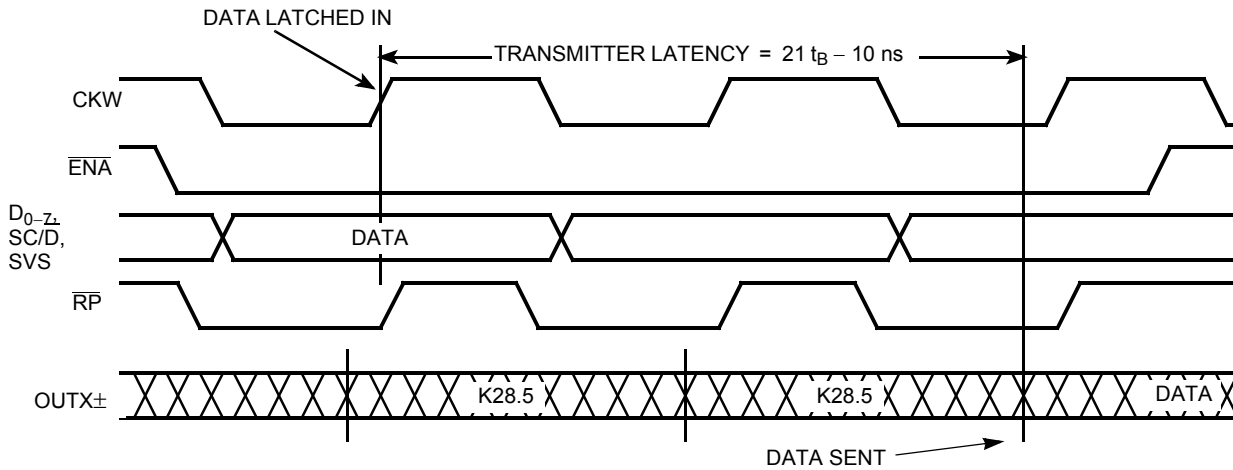 DATA LATCHED IN
TRANSMITTER LATENCY = 21 t_B – 10 ns
CKW
ENA
D0–7,
SC/D,
SVS
DATA
RP
OUTX±
K28.5
K28.5
DATA
DATA SENT